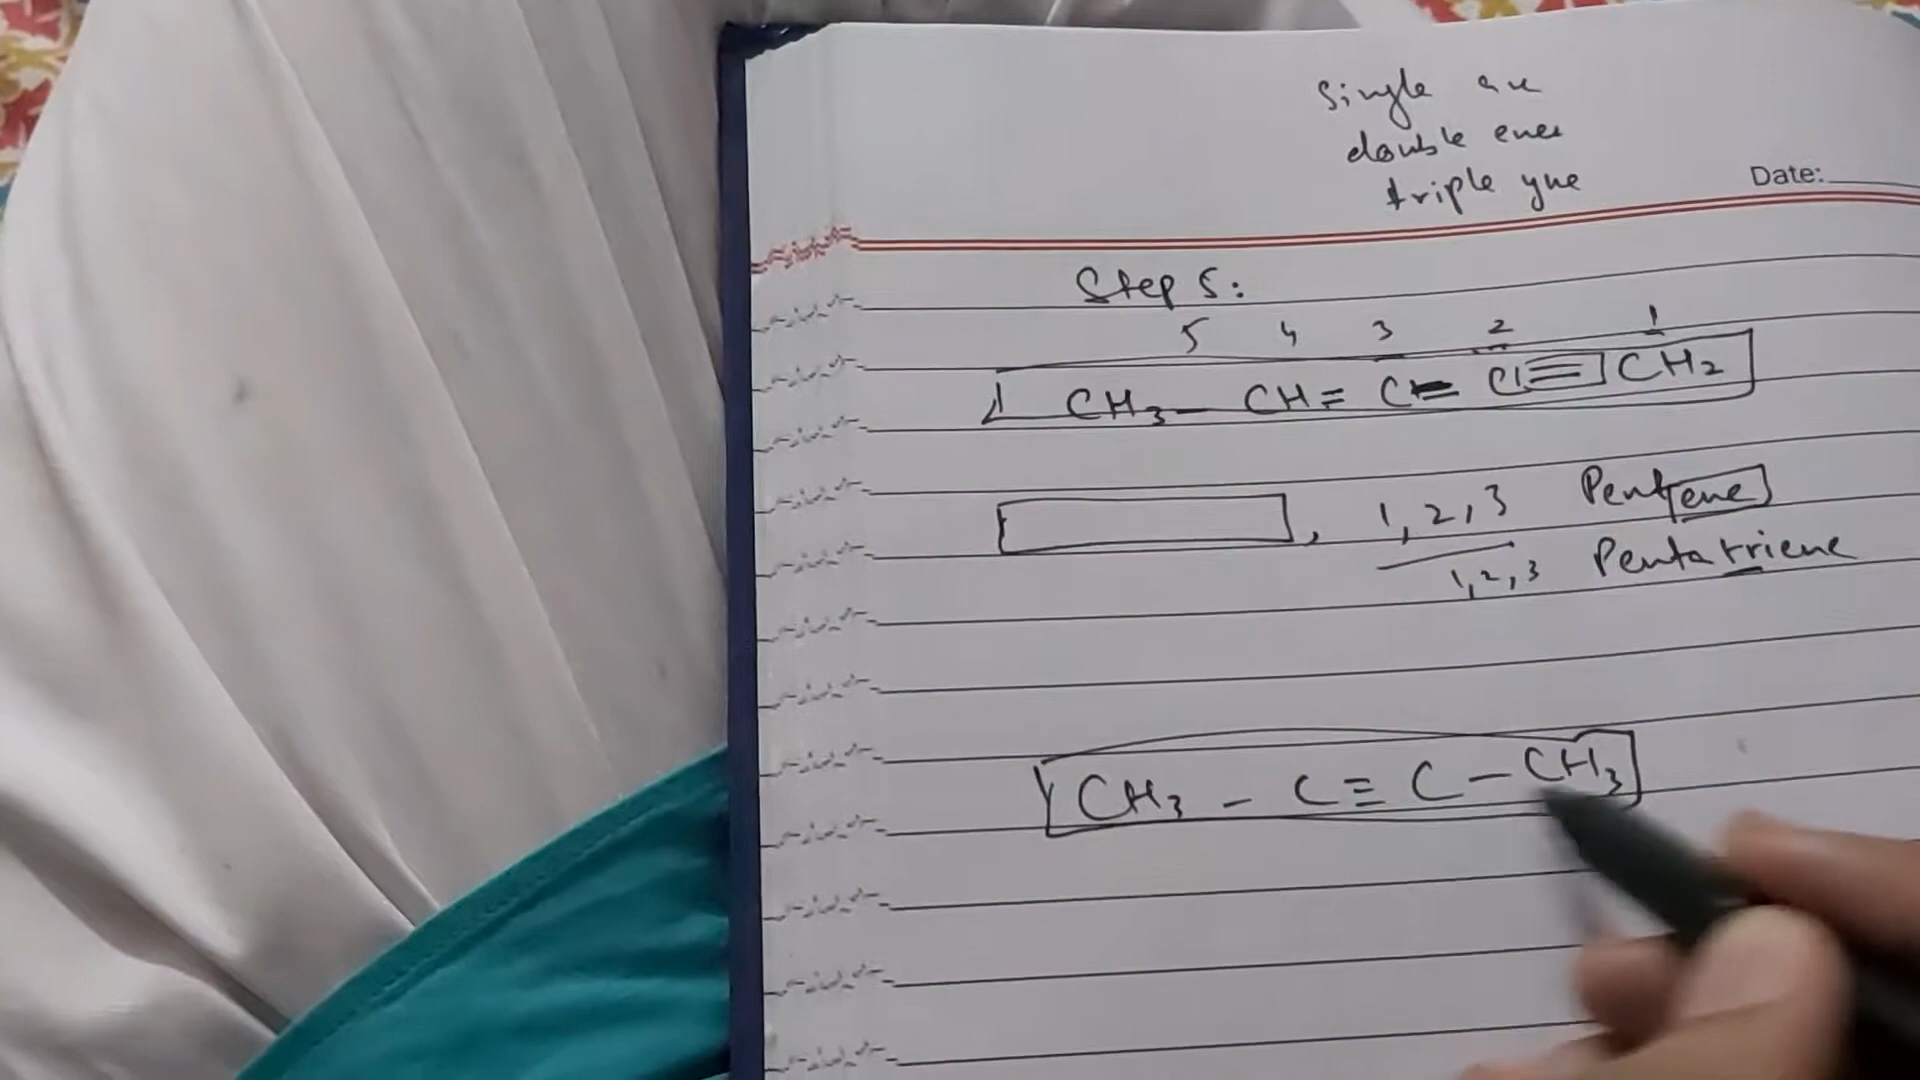 Single ane
double enes
triple yne
Date:
Step 5:
5 4 3 2 1
CH3 - CH = C = C = CH2
, 1, 2, 3 Pentene
1, 2, 3 Pentatriene
CH3 - C ≡ C - CH3